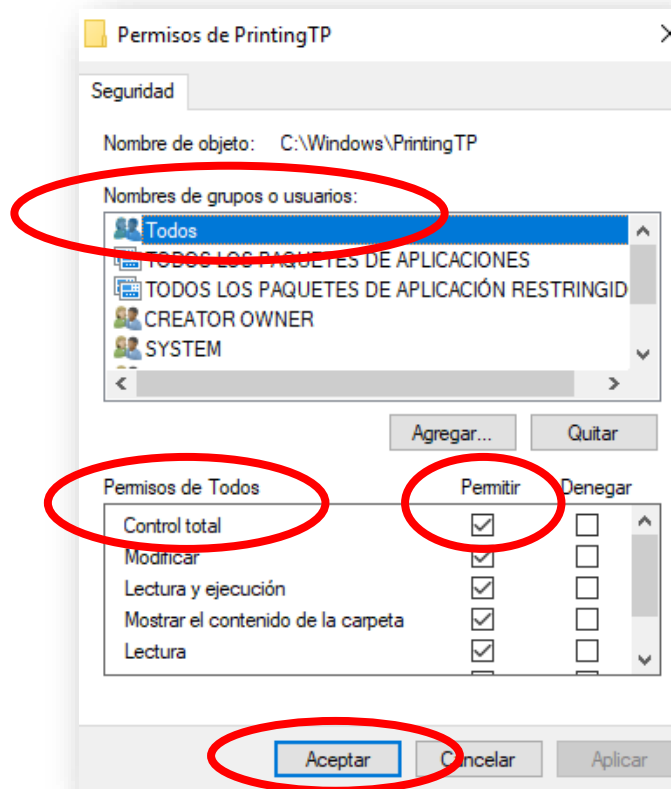 Permisos de PrintingTP
Seguridad
Nombre de objeto: C:\Windows\PrintingTP
Nombres de grupos o usuarios:
Todos
TODOS LOS PAQUETES DE APLICACIONES
TODOS LOS PAQUETES DE APLICACIÓN RESTRINGID
CREATOR OWNER
SYSTEM
Agregar... Quitar
Permisos de Todos Permitir Denegar
Control total
Modificar
Lectura y ejecución
Mostrar el contenido de la carpeta
Lectura
Aceptar Cancelar Aplicar